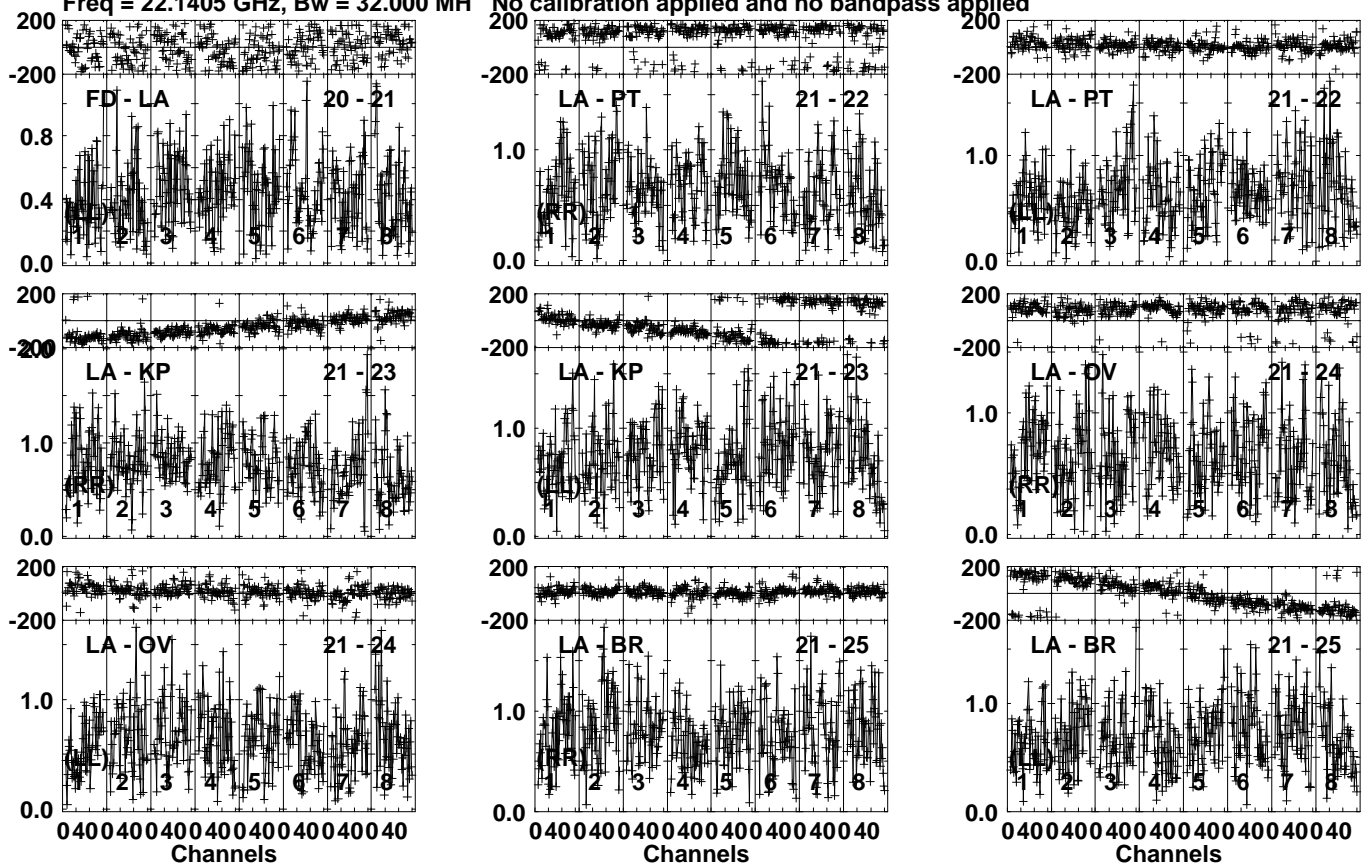 Freq = 22.1405 GHz, Bw = 32.000 MH No calibration applied and no bandpass applied
200
-200
FD - LA 20 - 21
0.8
0.4
0.0
(LL)
1 2 3 4 5 6 7 8
LA - PT 21 - 22
1.0
0.0
(RR)
1 2 3 4 5 6 7 8
LA - PT 21 - 22
1.0
0.0
(LL)
1 2 3 4 5 6 7 8
200
-200
LA - KP 21 - 23
1.0
0.0
(RR)
1 2 3 4 5 6 7 8
200
-200
LA - KP 21 - 23
1.0
0.0
(LL)
1 2 3 4 5 6 7 8
200
-200
LA - OV 21 - 24
1.0
0.0
(RR)
1 2 3 4 5 6 7 8
200
-200
LA - OV 21 - 24
1.0
0.0
(LL)
1 2 3 4 5 6 7 8
200
-200
LA - BR 21 - 25
1.0
0.0
(RR)
1 2 3 4 5 6 7 8
200
-200
LA - BR 21 - 25
1.0
0.0
(LL)
1 2 3 4 5 6 7 8
0 40 0 40 0 40 0 40 0 40 0 40 0 40 0 40
Channels
0 40 0 40 0 40 0 40 0 40 0 40 0 40 0 40
Channels
0 40 0 40 0 40 0 40 0 40 0 40 0 40 0 40
Channels